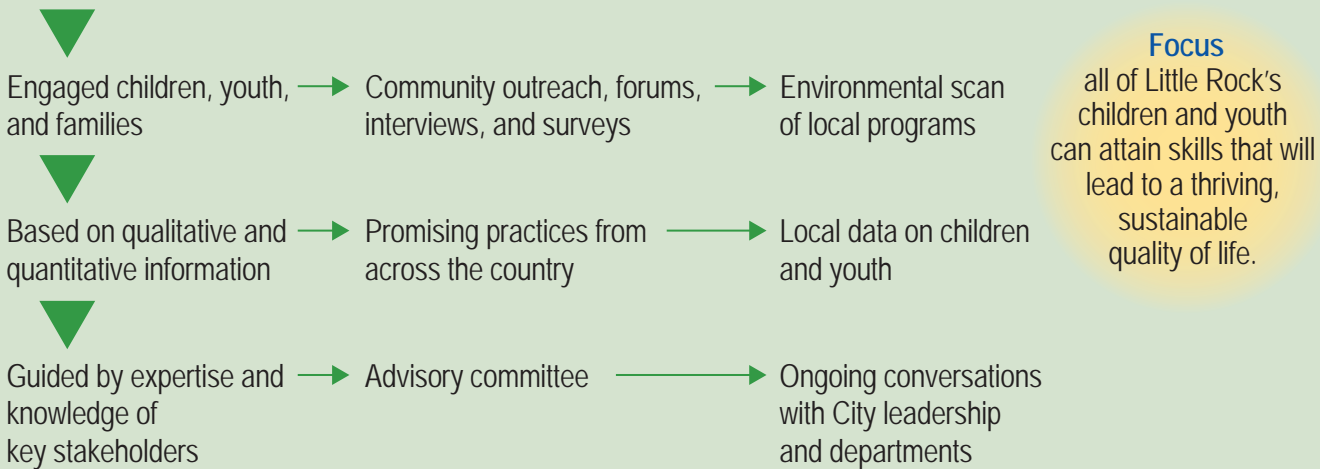 Engaged children, youth,
and families
Community outreach, forums,
interviews, and surveys
Environmental scan
of local programs
Based on qualitative and
quantitative information
Promising practices from
across the country
Local data on children
and youth
Guided by expertise and
knowledge of
key stakeholders
Advisory committee
Ongoing conversations
with City leadership
and departments
Focus
all of Little Rock's
children and youth
can attain skills that will
lead to a thriving,
sustainable
quality of life.